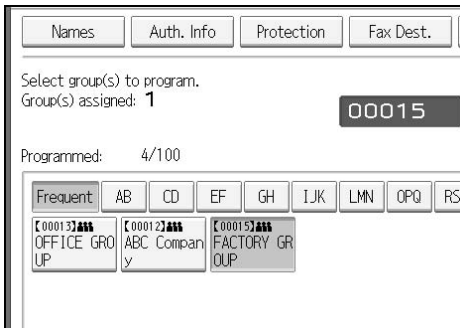 Names Auth. Info Protection Fax Dest.
Select group(s) to program.
Group(s) assigned: 1
00015
Programmed: 4/100
Frequent AB CD EF GH IJK LMN OPQ RS
【00013】 【00012】 【00015】
OFFICE GRO ABC Compan FACTORY GR
UP y OUP